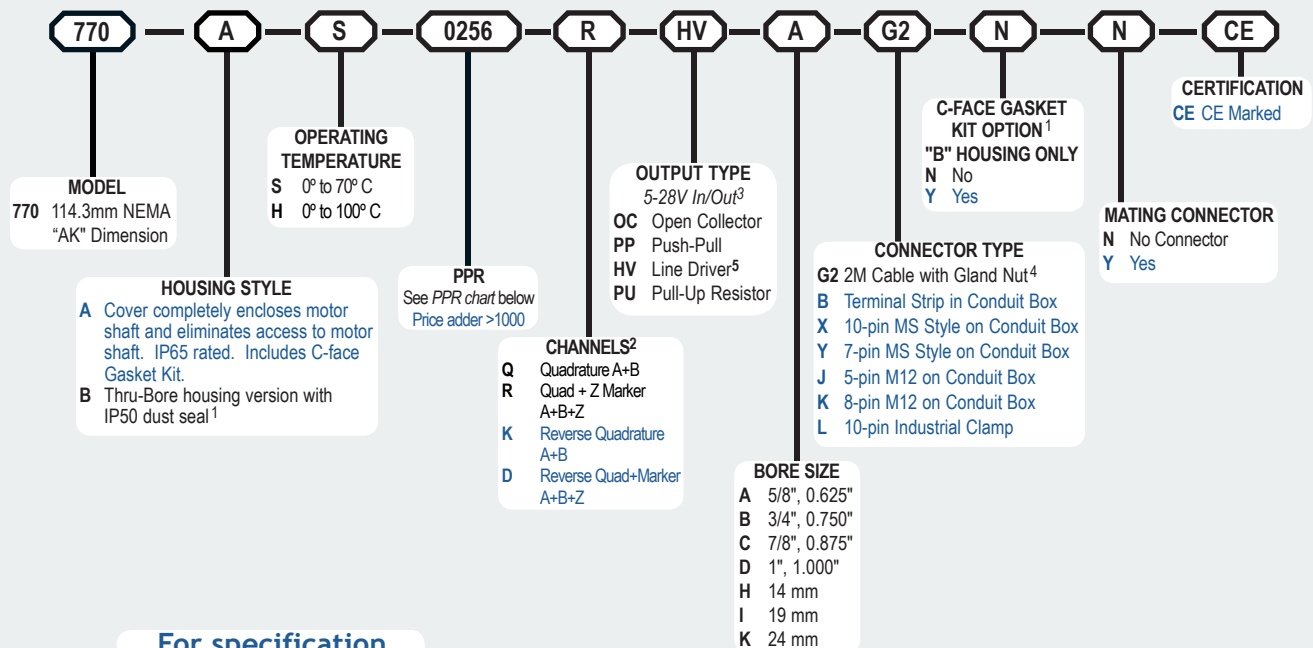 770 A S 0256 R HV A G2 N N CE
MODEL
770 114.3mm NEMA
“AK" Dimension
HOUSING STYLE
A Cover completely encloses motor
shaft and eliminates access to motor
shaft. IP65 rated. Includes C-face
Gasket Kit.
B Thru-Bore housing version with
IP50 dust seal1
OPERATING
TEMPERATURE
S 0º to 70º C
H 0º to 100º C
PPR
See PPR chart below
Price adder >1000
CHANNELS2
Q Quadrature A+B
R Quad + Z Marker
A+B+Z
K Reverse Quadrature
A+B
D Reverse Quad+Marker
A+B+Z
OUTPUT TYPE
5-28V In/Out3
OC Open Collector
PP Push-Pull
HV Line Driver5
PU Pull-Up Resistor
BORE SIZE
A 5/8", 0.625"
B 3/4", 0.750"
C 7/8", 0.875"
D 1", 1.000"
H 14 mm
I 19 mm
K 24 mm
CONNECTOR TYPE
G2 2M Cable with Gland Nut4
B Terminal Strip in Conduit Box
X 10-pin MS Style on Conduit Box
Y 7-pin MS Style on Conduit Box
J 5-pin M12 on Conduit Box
K 8-pin M12 on Conduit Box
L 10-pin Industrial Clamp
C-FACE GASKET
KIT OPTION1
"B" HOUSING ONLY
N No
Y Yes
MATING CONNECTOR
N No Connector
Y Yes
CERTIFICATION
CE CE Marked
For specification